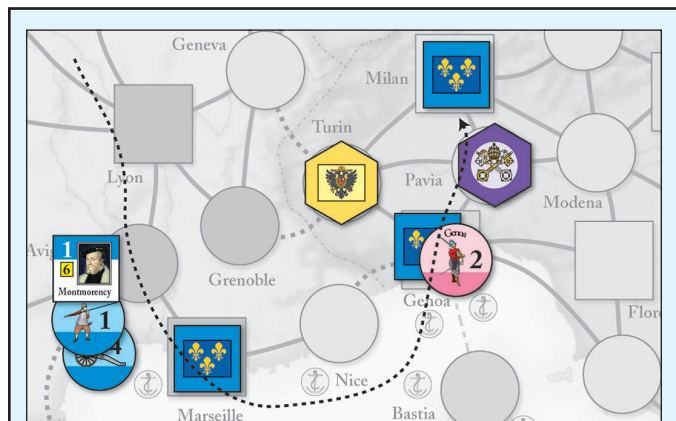 Geneva
Milan
Turin
Lyon
Pavia
Modena
Avig
1
6
Montmorency
Grenoble
Genoa
2
Genoa
1
4
Flore
Nice
Marseille
Bastia